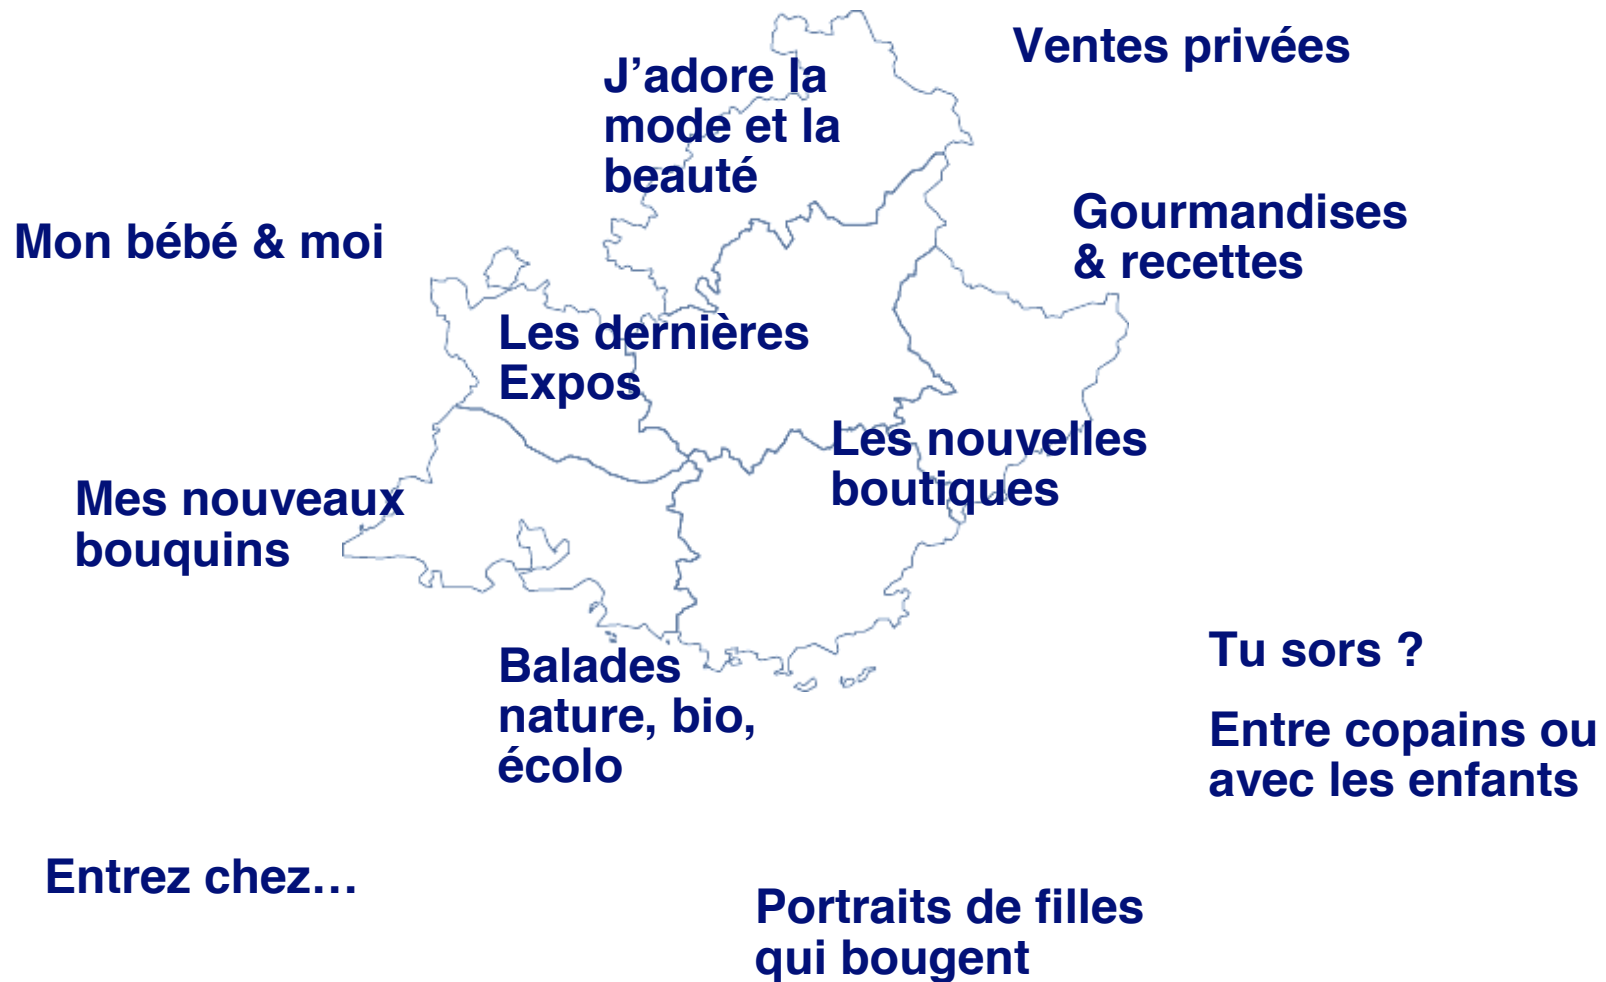 Ventes privées
J’adore la
mode et la
beauté
Gourmandises
& recettes
Mon bébé & moi
Les dernières
Expos
Les nouvelles
boutiques
Mes nouveaux
bouquins
Balades
nature, bio,
écolo
Tu sors ?
Entre copains ou
avec les enfants
Entrez chez…
Portraits de filles
qui bougent